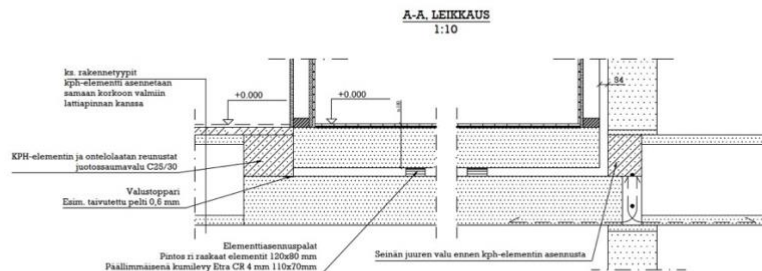 A-A, LEIKKAUS
1:10
ks. rakennetyypit
kph-elementti asennetaan
samaan korkoon valmiin
lattiapinnan kanssa
+0.000
+0.000
94
KPH-elementin ja ontelolaatan reunustat
juotossaumavalu C25/30
Valustoppari
Esim. taivutettu pelti 0,6 mm
Elementtiasennuspalat
Pintos ri raskaat elementit 120x80 mm
Päällimmäisenä kumilevy Etra CR 4 mm 110x70mm
Seinän juuren valu ennen kph-elementin asennusta